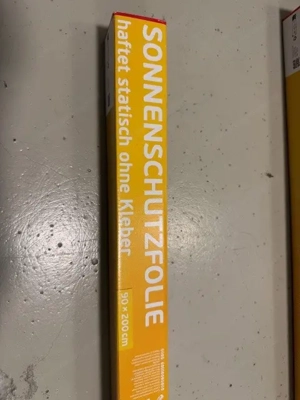 SONNENSCHUTZFOLIE
haftet statisch ohne Kleber
90 × 200 cm